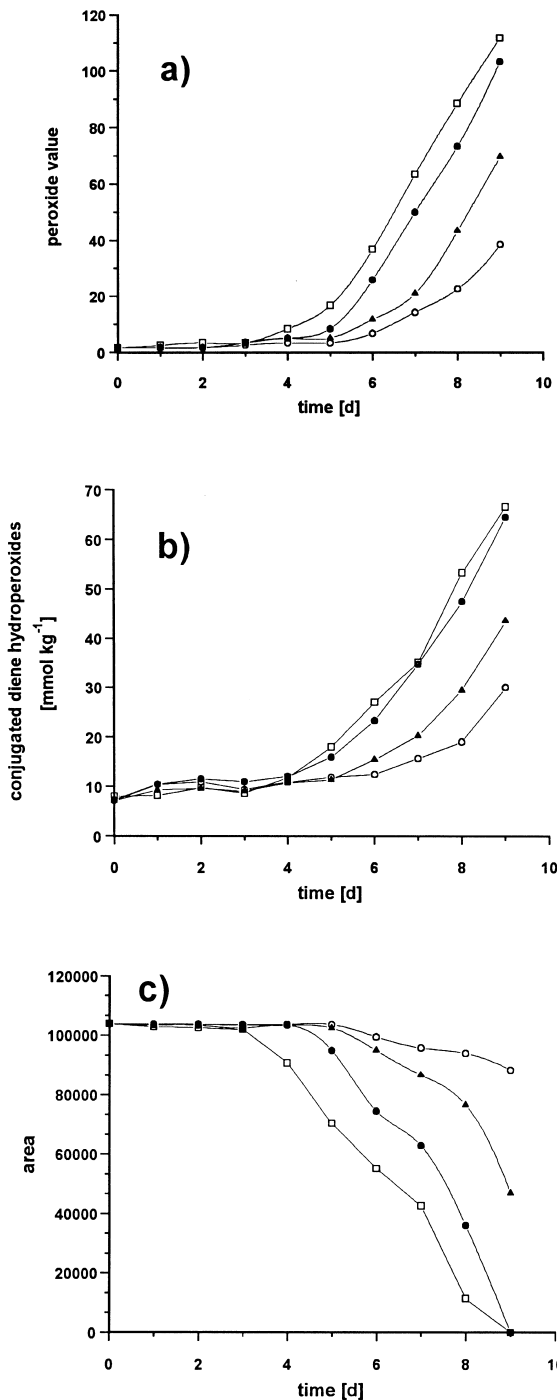 120
a)
100
80
60
40
20
0
peroxide value
0 2 4 6 8 10
time [d]
70
b)
60
50
40
30
20
10
0
conjugated diene hydroperoxides
[mmol kg-1]
0 2 4 6 8 10
time [d]
120000
c)
100000
80000
60000
40000
20000
0
area
0 2 4 6 8
time [d]